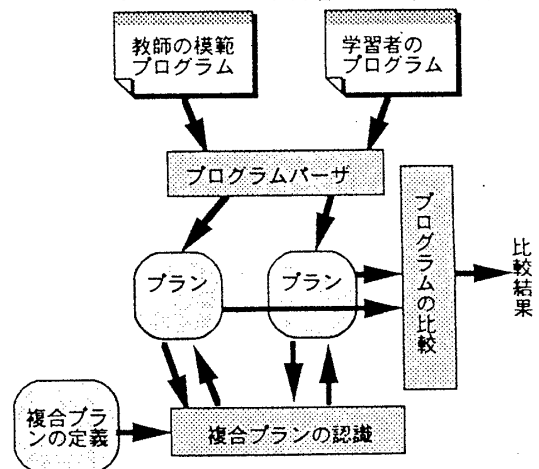 教師の模範
プログラム
学習者の
プログラム
プログラムパーザ
プラン
プラン
プログラムの比較
比較結果
複合プラ
ンの定義
複合プランの認識